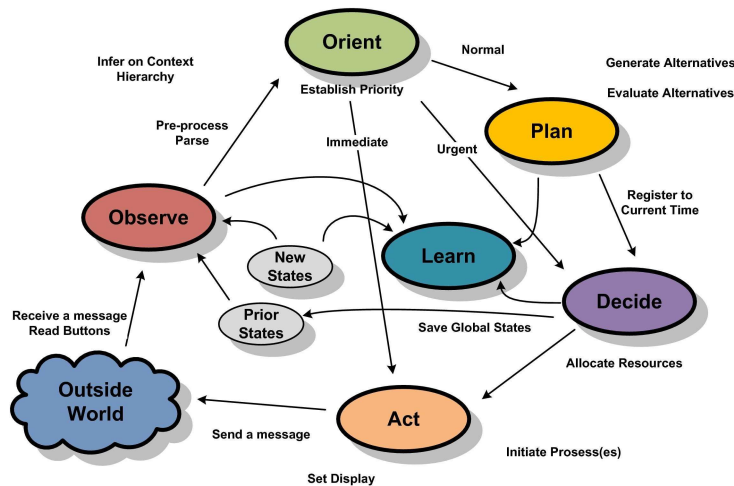 Orient
Normal
Infer on Context
Hierarchy
Generate Alternatives
Establish Priority
Evaluate Alternatives
Pre-process
Parse
Immediate
Urgent
Plan
Observe
Register to
Current Time
New
States
Learn
Decide
Receive a message
Read Buttons
Prior
States
Save Global States
Allocate Resources
Outside
World
Act
Send a message
Initiate Prosess(es)
Set Display